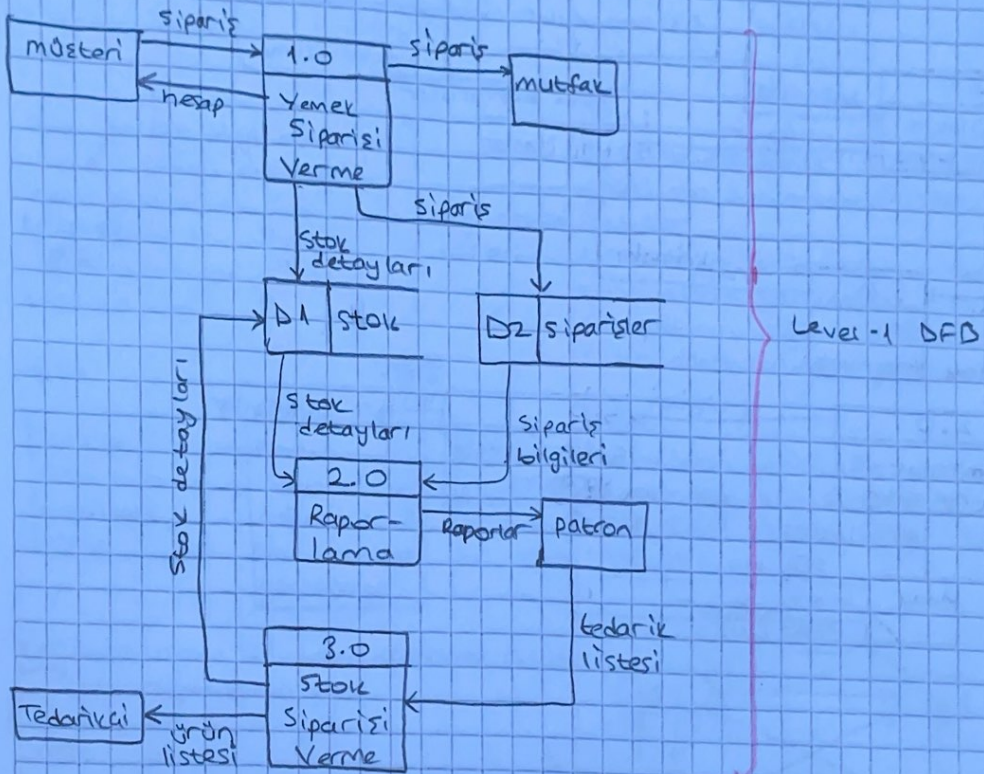 sipariş
müşteri
1.0
sipariş
mutfak
hesap
Yemek
Siparişi
Verme
sipariş
stok
detayları
D1
stok
D2
siparişler
Level-1 DFD
stok detayları
stok
detayları
sipariş
bilgileri
2.0
Rapor-
lama
Raporlar
patron
tedarik
listesi
3.0
stok
Siparişi
Verme
Tedarikçi
ürün
listesi